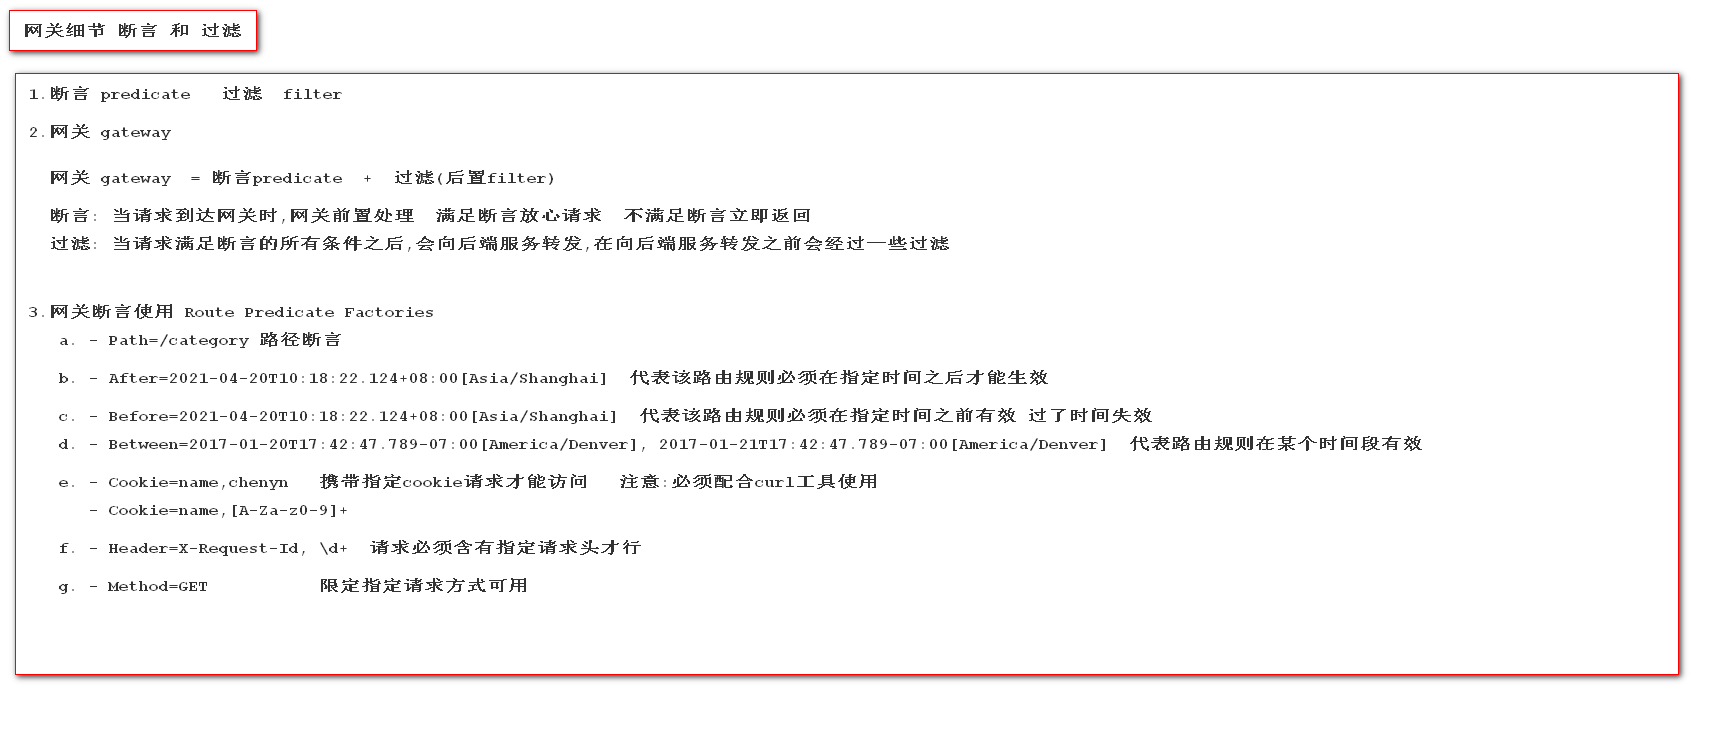 网关细节 断言 和 过滤
1.断言 predicate 过滤 filter
2.网关 gateway
网关 gateway = 断言predicate + 过滤(后置filter)
断言: 当请求到达网关时,网关前置处理 满足断言放心请求 不满足断言立即返回
过滤: 当请求满足断言的所有条件之后,会向后端服务转发,在向后端服务转发之前会经过一些过滤
3.网关断言使用 Route Predicate Factories
a. - Path=/category 路径断言
b. - After=2021-04-20T10:18:22.124+08:00[Asia/Shanghai] 代表该路由规则必须在指定时间之后才能生效
c. - Before=2021-04-20T10:18:22.124+08:00[Asia/Shanghai] 代表该路由规则必须在指定时间之前有效 过了时间失效
d. - Between=2017-01-20T17:42:47.789-07:00[America/Denver], 2017-01-21T17:42:47.789-07:00[America/Denver] 代表路由规则在某个时间段有效
e. - Cookie=name,chenyn 携带指定cookie请求才能访问 注意:必须配合curl工具使用
- Cookie=name,[A-Za-z0-9]+
f. - Header=X-Request-Id, \d+ 请求必须含有指定请求头才行
g. - Method=GET 限定指定请求方式可用